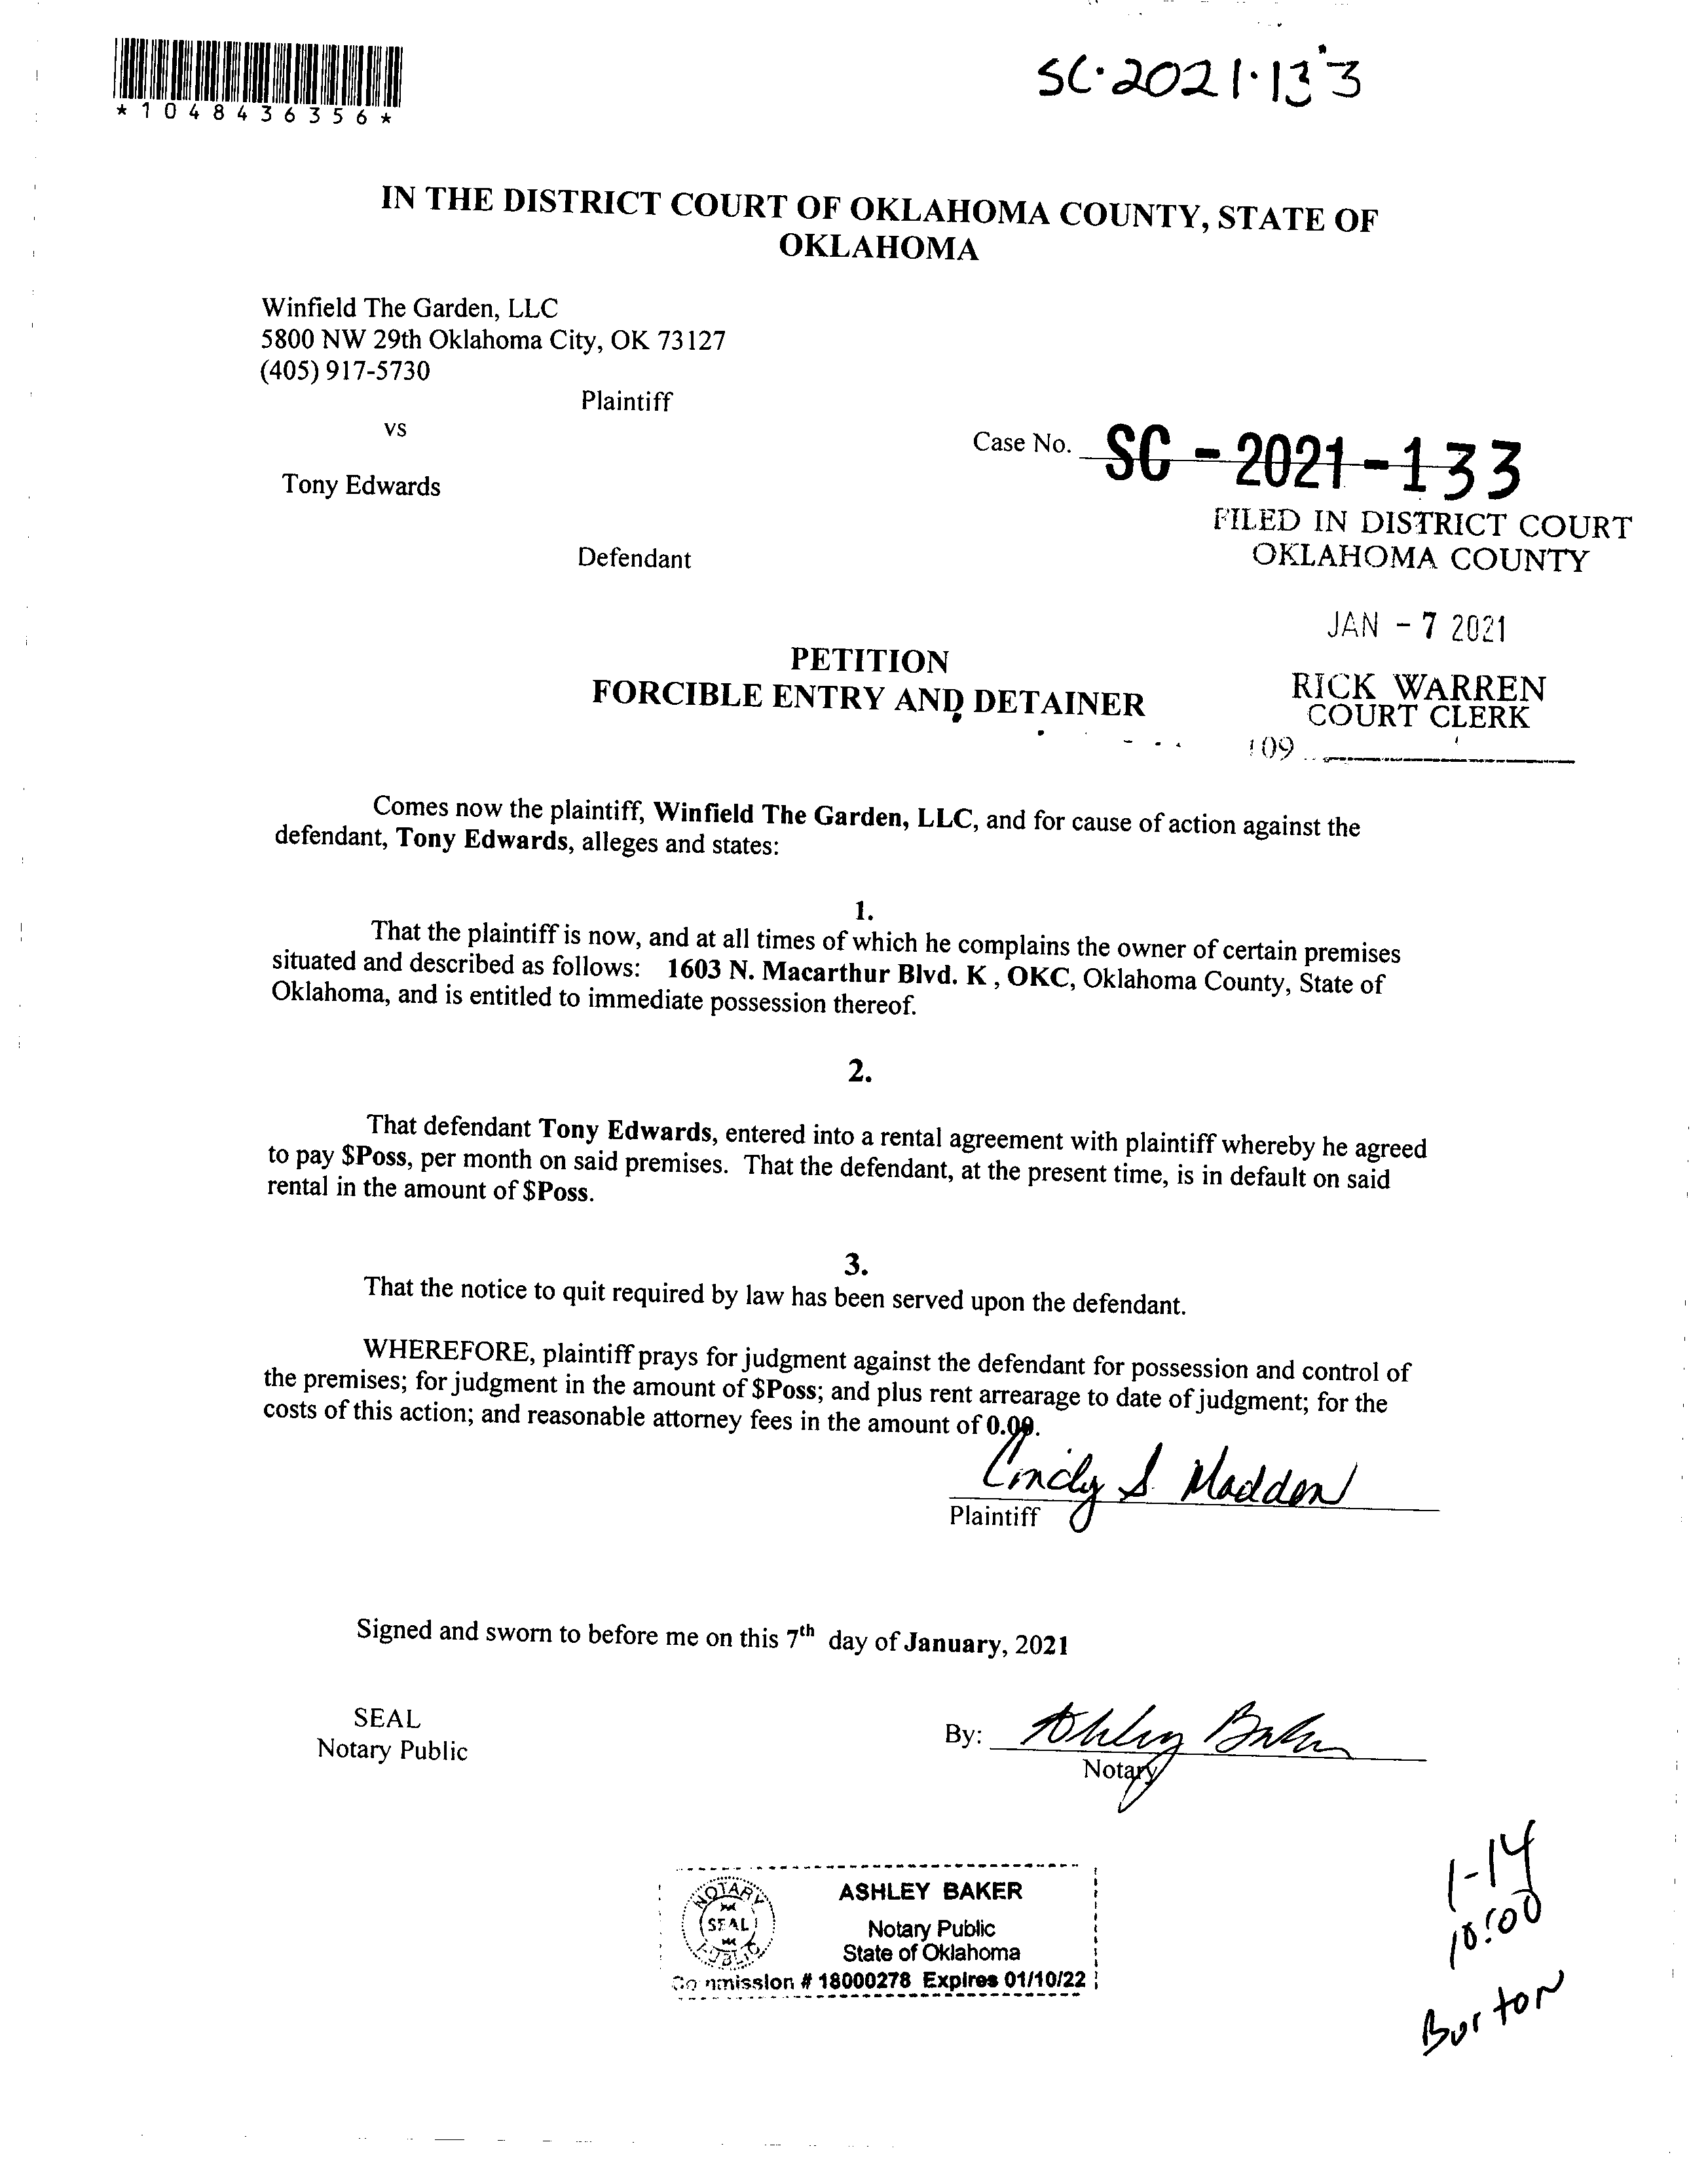 *1048436356*
SC-2021-133
IN THE DISTRICT COURT OF OKLAHOMA COUNTY, STATE OF
OKLAHOMA
Winfield The Garden, LLC
5800 NW 29th Oklahoma City, OK 73127
(405) 917-5730
Plaintiff
vs
Case No. SC-2021-133
Tony Edwards
FILED IN DISTRICT COURT
OKLAHOMA COUNTY
Defendant
JAN - 7 2021
PETITION
FORCIBLE ENTRY AND DETAINER
RICK WARREN
COURT CLERK
109
Comes now the plaintiff, Winfield The Garden, LLC, and for cause of action against the
defendant, Tony Edwards, alleges and states:
1.
That the plaintiff is now, and at all times of which he complains the owner of certain premises
situated and described as follows: 1603 N. Macarthur Blvd. K , OKC, Oklahoma County, State of
Oklahoma, and is entitled to immediate possession thereof.
2.
That defendant Tony Edwards, entered into a rental agreement with plaintiff whereby he agreed
to pay $Poss, per month on said premises. That the defendant, at the present time, is in default on said
rental in the amount of $Poss.
3.
That the notice to quit required by law has been served upon the defendant.
WHEREFORE, plaintiff prays for judgment against the defendant for possession and control of
the premises; for judgment in the amount of $Poss; and plus rent arrearage to date of judgment; for the
costs of this action; and reasonable attorney fees in the amount of 0.00.
Cindy S Madden
Plaintiff
Signed and sworn to before me on this 7th day of January, 2021
SEAL
Notary Public
By: Ashley Baker
Notary
NOTARY
SEAL
PUBLIC
ASHLEY BAKER
Notary Public
State of Oklahoma
Commission # 18000278 Expires 01/10/22
1-14
10:00
Burton